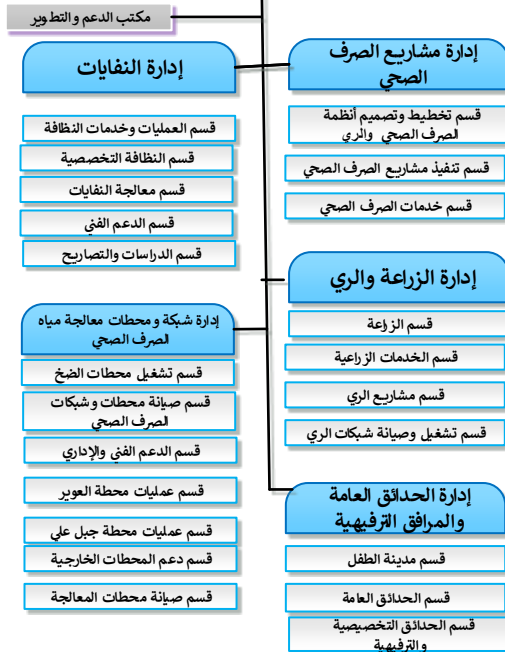 مكتب الدعم والتطوير
إدارة مشاريع الصرف
الصحي
قسم تخطيط وتصميم أنظمة
الصرف الصحي والري
قسم تنفيذ مشاريع الصرف الصحي
قسم خدمات الصرف الصحي
إدارة النفايات
قسم العمليات وخدمات النظافة
قسم النظافة التخصصية
قسم معالجة النفايات
قسم الدعم الفني
قسم الدراسات والتصاريح
إدارة الزراعة والري
قسم الزراعة
قسم الخدمات الزراعية
قسم مشاريع الري
قسم تشغيل وصيانة شبكات الري
إدارة شبكة ومحطات معالجة مياه
الصرف الصحي
قسم تشغيل محطات الضخ
قسم صيانة محطات وشبكات
الصرف الصحي
قسم الدعم الفني والإداري
قسم عمليات محطة العوير
قسم عمليات محطة جبل علي
قسم دعم المحطات الخارجية
قسم صيانة محطات المعالجة
إدارة الحدائق العامة
والمرافق الترفيهية
قسم مدينة الطفل
قسم الحدائق العامة
قسم الحدائق التخصيصية
والترفيهية